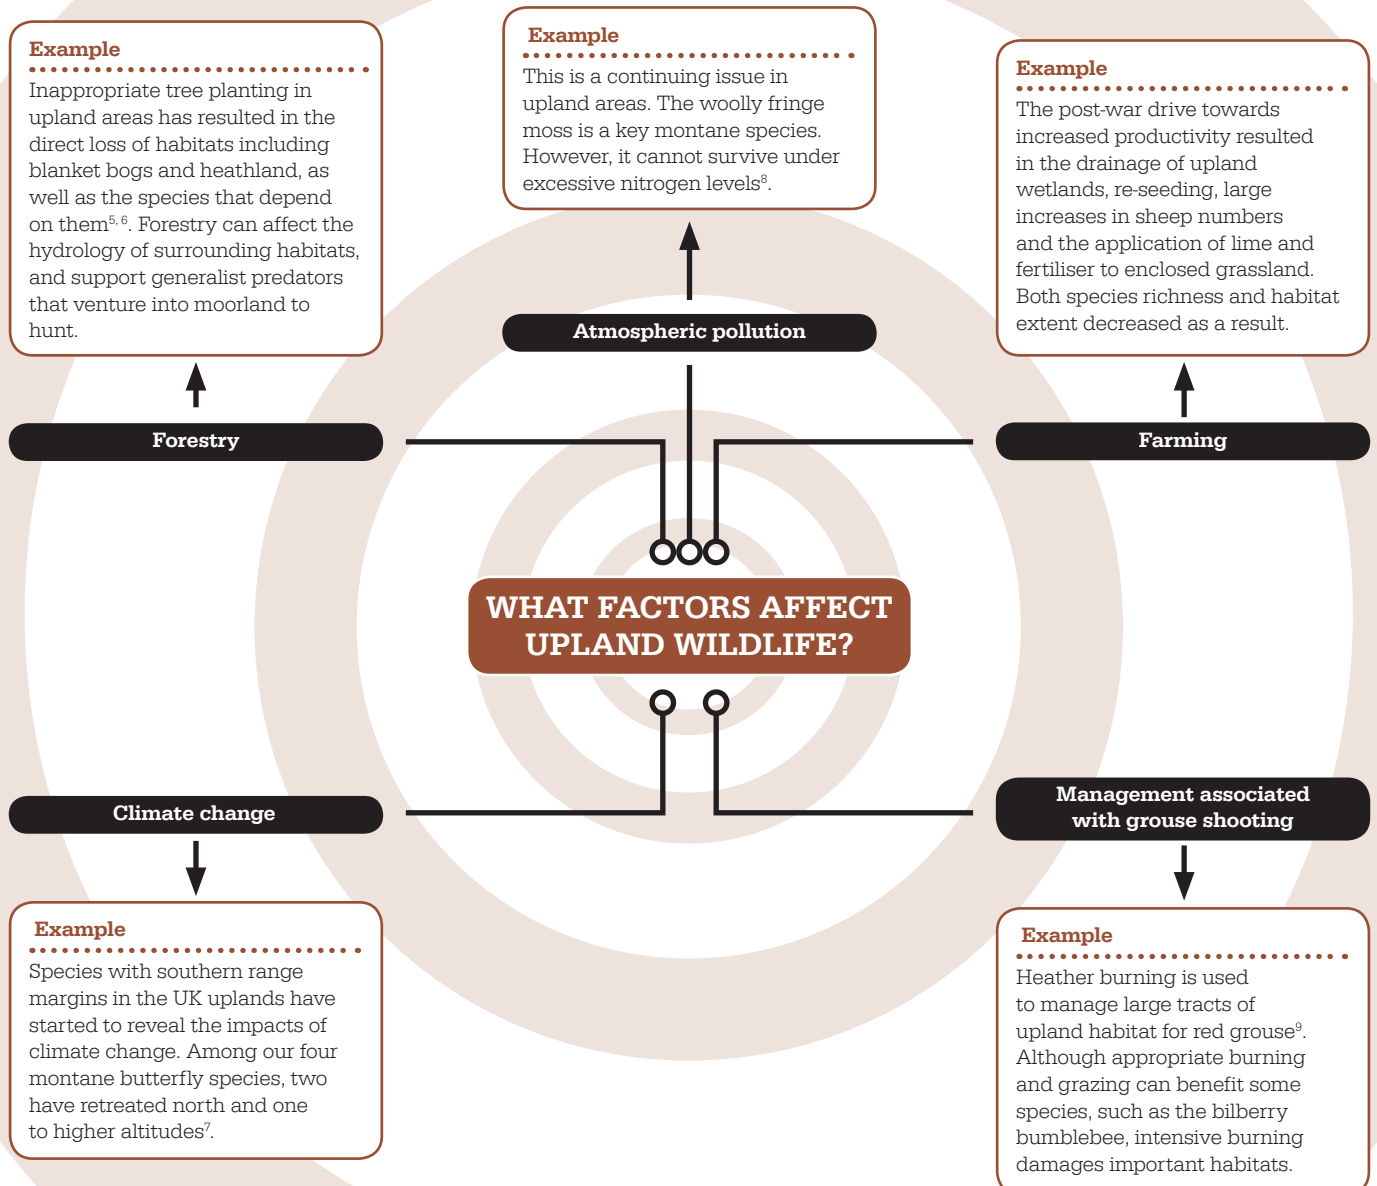 Example
Inappropriate tree planting in
upland areas has resulted in the
direct loss of habitats including
blanket bogs and heathland, as
well as the species that depend
on them5, 6. Forestry can affect the
hydrology of surrounding habitats,
and support generalist predators
that venture into moorland to
hunt.
Forestry
Example
This is a continuing issue in
upland areas. The woolly fringe
moss is a key montane species.
However, it cannot survive under
excessive nitrogen levels8.
Atmospheric pollution
Example
The post-war drive towards
increased productivity resulted
in the drainage of upland
wetlands, re-seeding, large
increases in sheep numbers
and the application of lime and
fertiliser to enclosed grassland.
Both species richness and habitat
extent decreased as a result.
Farming
WHAT FACTORS AFFECT
UPLAND WILDLIFE?
Climate change
Example
Species with southern range
margins in the UK uplands have
started to reveal the impacts of
climate change. Among our four
montane butterfly species, two
have retreated north and one
to higher altitudes7.
Management associated
with grouse shooting
Example
Heather burning is used
to manage large tracts of
upland habitat for red grouse9.
Although appropriate burning
and grazing can benefit some
species, such as the bilberry
bumblebee, intensive burning
damages important habitats.